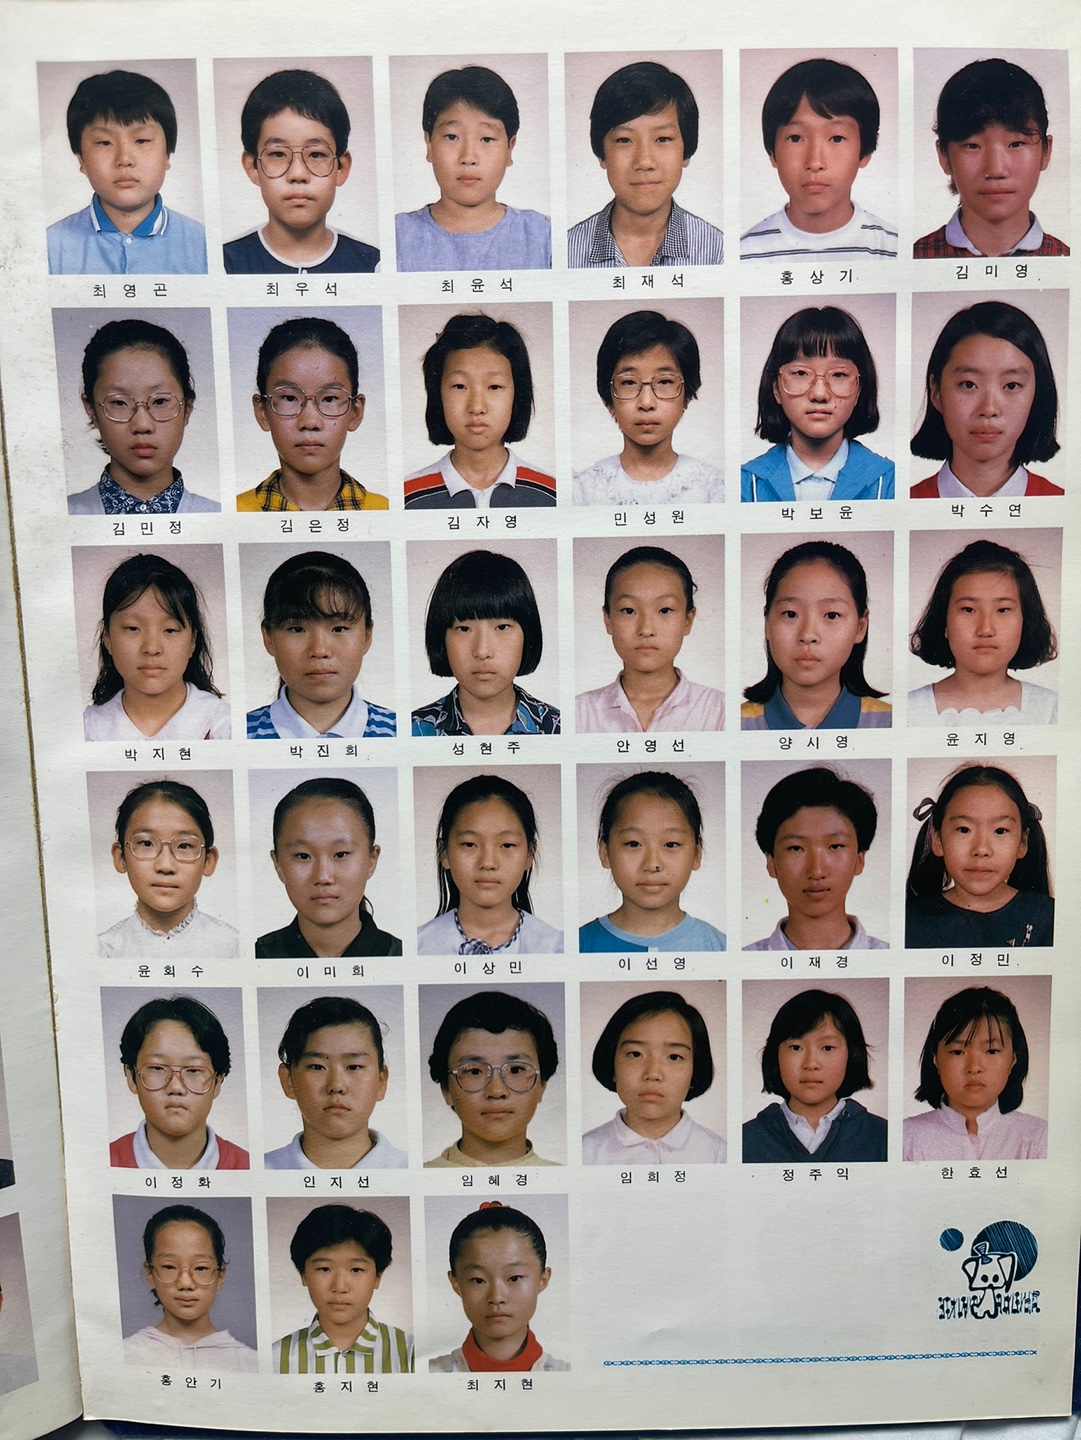 최영곤 최우석 최윤석 최재석 홍상기 김미영
김민정 김은정 김자영 민성원 박보윤 박수연
박지현 박진희 성현주 안영선 양시영 윤지영
윤회수 이미희 이상민 이선영 이재경 이정민
이정화 인지선 임혜경 임희정 정주익 한효선
홍안기 홍지현 최지현